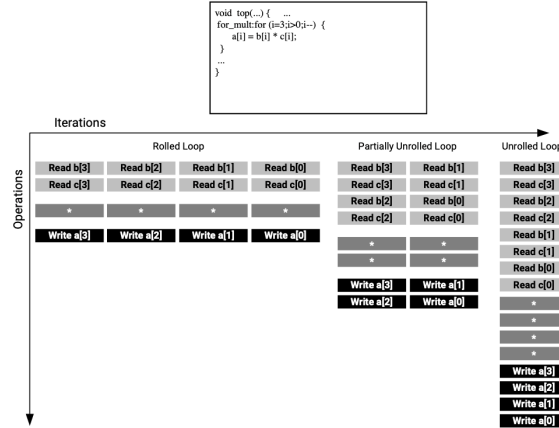 void top(...) { ...
for_mult:for (i=3;i>0;i--) {
a[i] = b[i] * c[i];
}
...
}
Iterations
Operations
Rolled Loop
Read b[3] Read b[2] Read b[1] Read b[0]
Read c[3] Read c[2] Read c[1] Read c[0]
* * * *
Write a[3] Write a[2] Write a[1] Write a[0]
Partially Unrolled Loop
Read b[3] Read b[1]
Read c[3] Read c[1]
Read b[2] Read b[0]
Read c[2] Read c[0]
* *
* *
Write a[3] Write a[1]
Write a[2] Write a[0]
Unrolled Loop
Read b[3]
Read c[3]
Read b[2]
Read c[2]
Read b[1]
Read c[1]
Read b[0]
Read c[0]
*
*
*
*
Write a[3]
Write a[2]
Write a[1]
Write a[0]